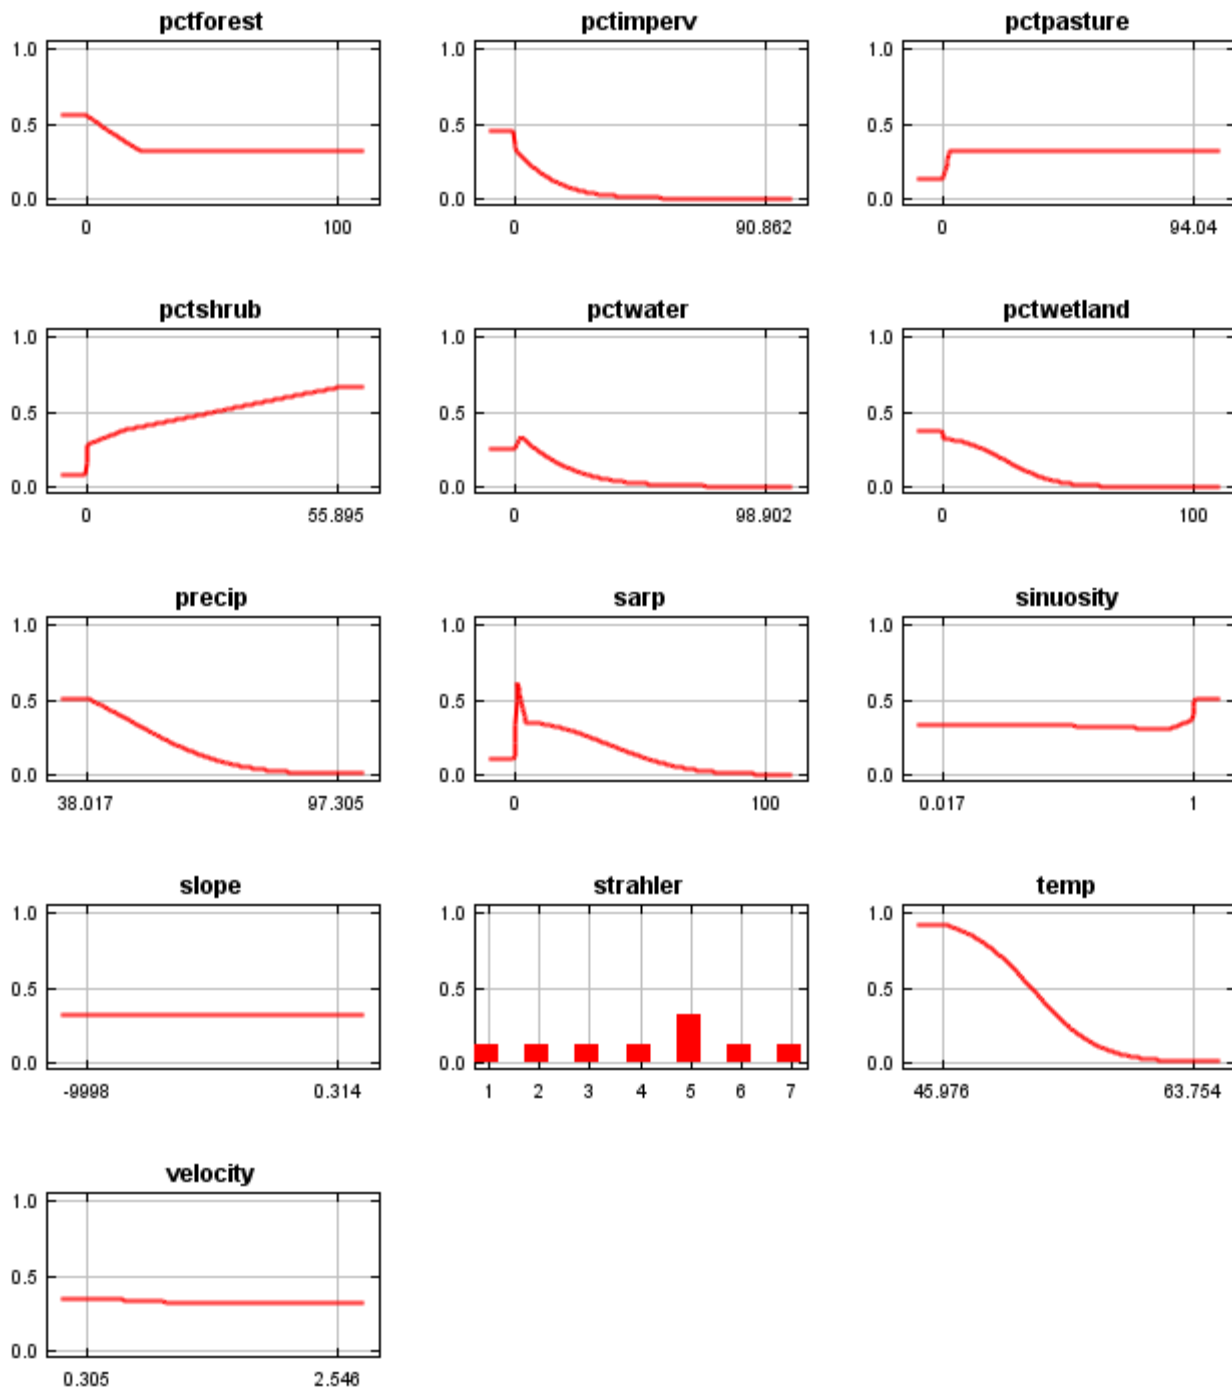 pctforest pctimperv pctpasture
1.0 1.0 1.0
0.5 0.5 0.5
0.0 0.0 0.0
0 100 0 90.862 0 94.04
pctshrub pctwater pctwetland
1.0 1.0 1.0
0.5 0.5 0.5
0.0 0.0 0.0
0 55.895 0 98.902 0 100
precip sarp sinuosity
1.0 1.0 1.0
0.5 0.5 0.5
0.0 0.0 0.0
38.017 97.305 0 100 0.017 1
slope strahler temp
1.0 1.0 1.0
0.5 0.5 0.5
0.0 0.0 0.0
-9998 0.314 1 2 3 4 5 6 7 45.976 63.754
velocity
1.0
0.5
0.0
0.305 2.546